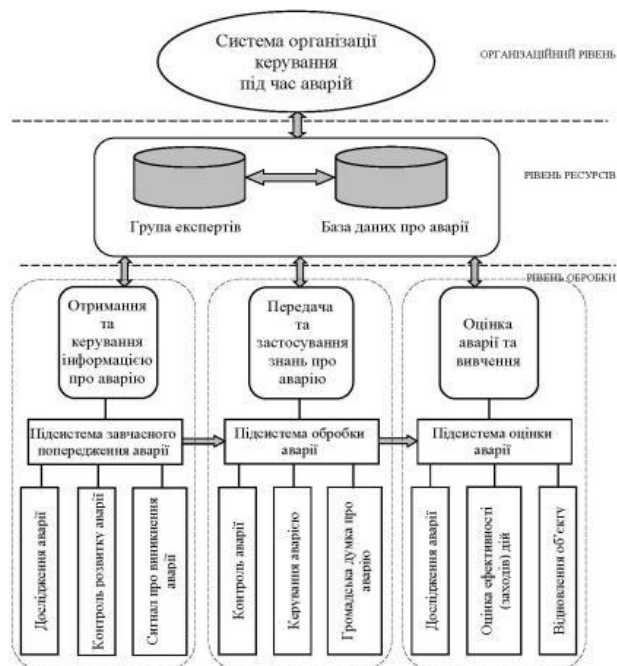 Система організації
керування
під час аварій
ОРГАНІЗАЦІЙНИЙ РІВЕНЬ
РІВЕНЬ РЕСУРСІВ
Група експертів
База даних про аварії
РІВЕНЬ ОБРОБКИ
Отримання
та
керування
інформацією
про аварію
Передача
та
застосування
знань про
аварію
Оцінка
аварії та
вивчення
Підсистема завчасного
попередження аварії
Підсистема обробки
аварії
Підсистема оцінки
аварії
Дослідження аварії
Контроль розвитку аварії
Сигнал про виникнення
аварії
Контроль аварії
Керування аварією
Громадська думка про
аварію
Дослідження аварії
Оцінка ефективності
(заходів) дій
Відновлення об’єкту